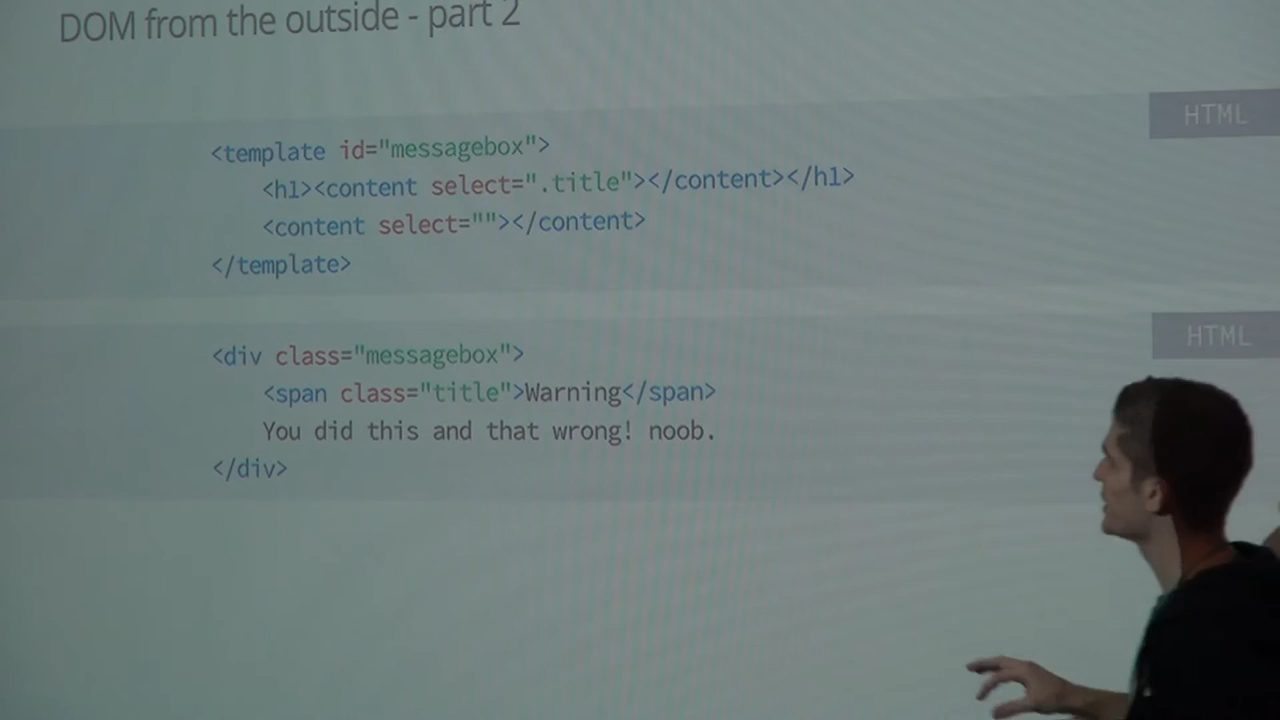 DOM from the outside - part 2
HTML
<template id="messagebox">
<h1><content select=".title"></content></h1>
<content select=""></content>
</template>
HTML
<div class="messagebox">
<span class="title">Warning</span>
You did this and that wrong! noob.
</div>